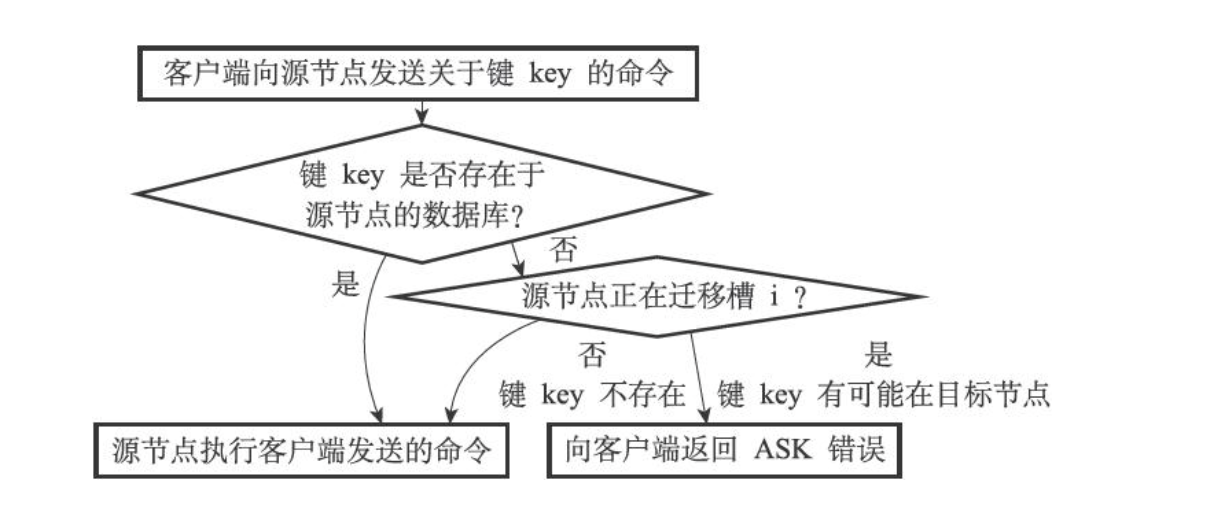 客户端向源节点发送关于键 key 的命令
键 key 是否存在于
源节点的数据库？
否
是
源节点正在迁移槽 i ？
否
键 key 不存在
是
键 key 有可能在目标节点
源节点执行客户端发送的命令
向客户端返回 ASK 错误